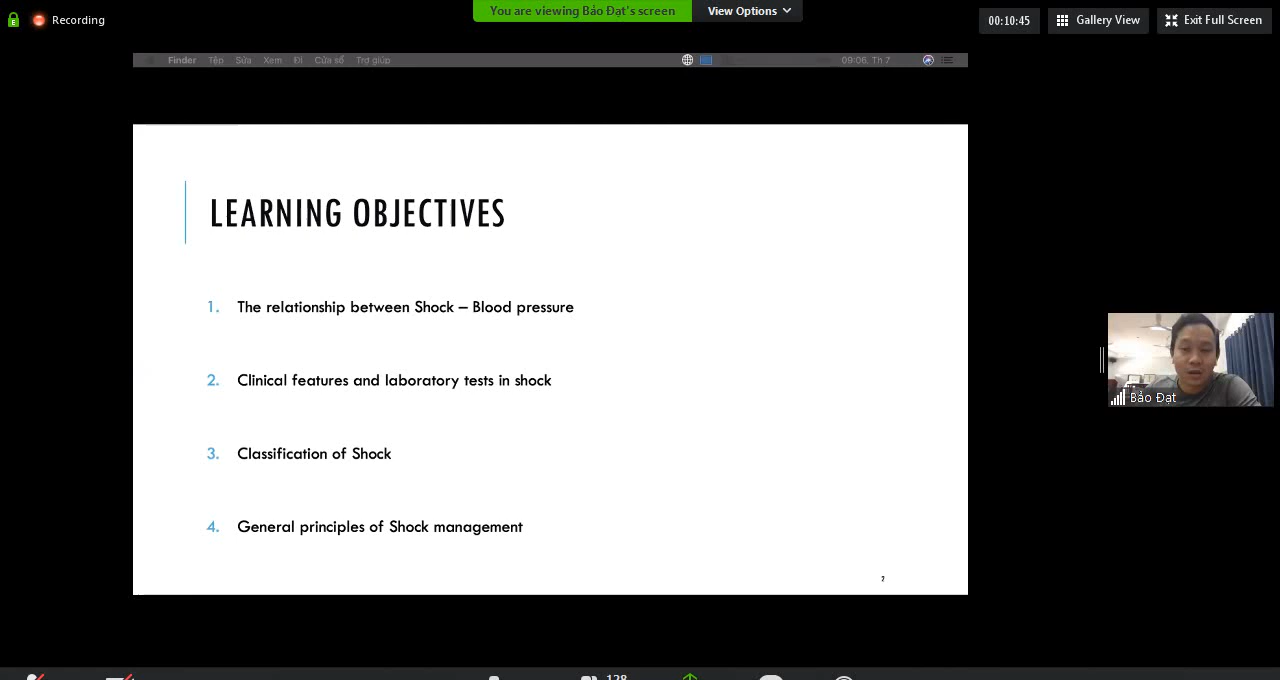 Recording
You are viewing Bảo Đạt's screen
View Options
00:10:45
Gallery View
Exit Full Screen
Finder Tệp Sửa Xem Đi Cửa sổ Trợ giúp
09:06, Th 7
LEARNING OBJECTIVES
1. The relationship between Shock – Blood pressure
2. Clinical features and laboratory tests in shock
3. Classification of Shock
4. General principles of Shock management
Bảo Đạt
128